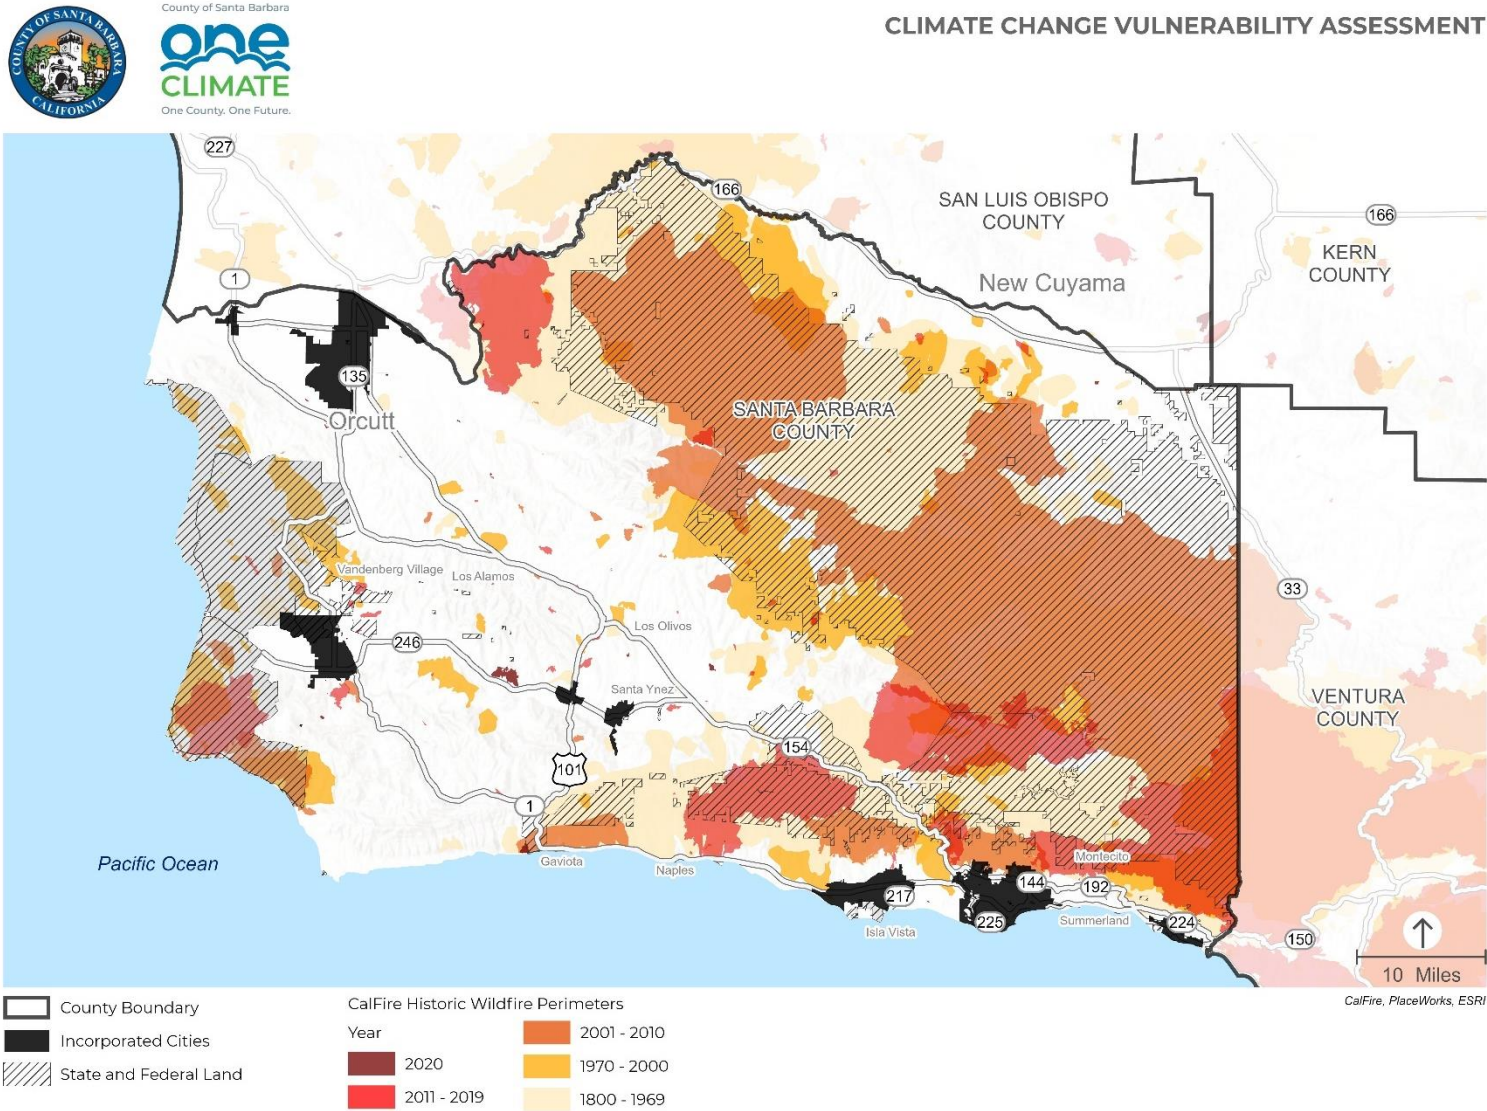 COUNTY OF SANTA BARBARA
CALIFORNIA
County of Santa Barbara
one
CLIMATE
One County. One Future.
CLIMATE CHANGE VULNERABILITY ASSESSMENT
227
166
SAN LUIS OBISPO
COUNTY
166
KERN
COUNTY
1
New Cuyama
135
Orcutt
SANTA BARBARA
COUNTY
Vandenberg Village
Los Alamos
33
Los Olivos
246
Santa Ynez
VENTURA
COUNTY
154
101
1
Pacific Ocean
Gaviota
Naples
Montecito
144
192
217
225
Summerland
224
Isla Vista
150
10 Miles
CalFire, PlaceWorks, ESRI
County Boundary
Incorporated Cities
State and Federal Land
CalFire Historic Wildfire Perimeters
Year
2020
2011 - 2019
2001 - 2010
1970 - 2000
1800 - 1969